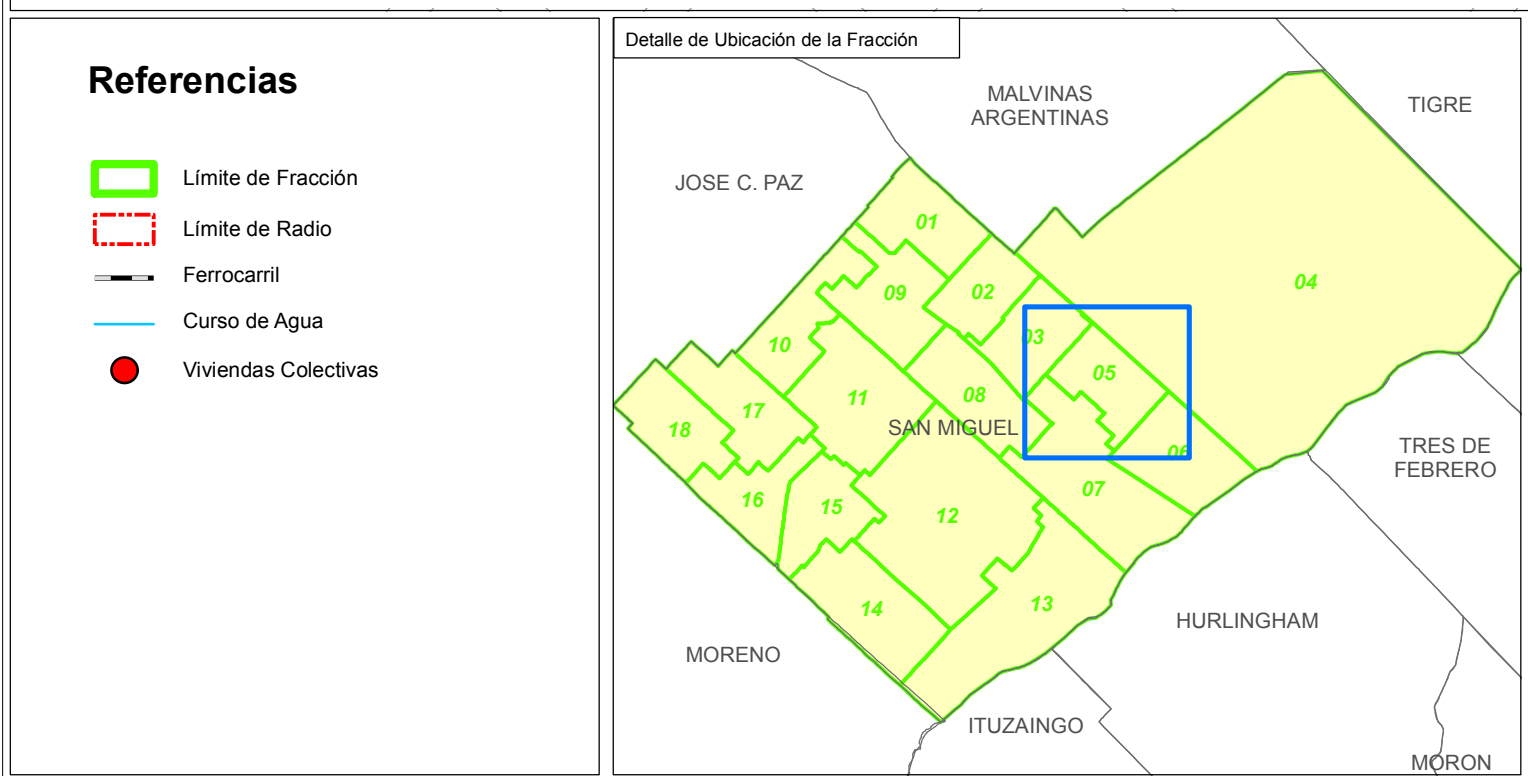 Referencias
Límite de Fracción
Límite de Radio
Ferrocarril
Curso de Agua
Viviendas Colectivas
Detalle de Ubicación de la Fracción
MALVINAS
ARGENTINAS
TIGRE
JOSE C. PAZ
01
04
09
02
03
10
05
11
08
17
SAN MIGUEL
18
06
TRES DE
FEBRERO
07
16
15
12
14
13
HURLINGHAM
MORENO
ITUZAINGO
MORON